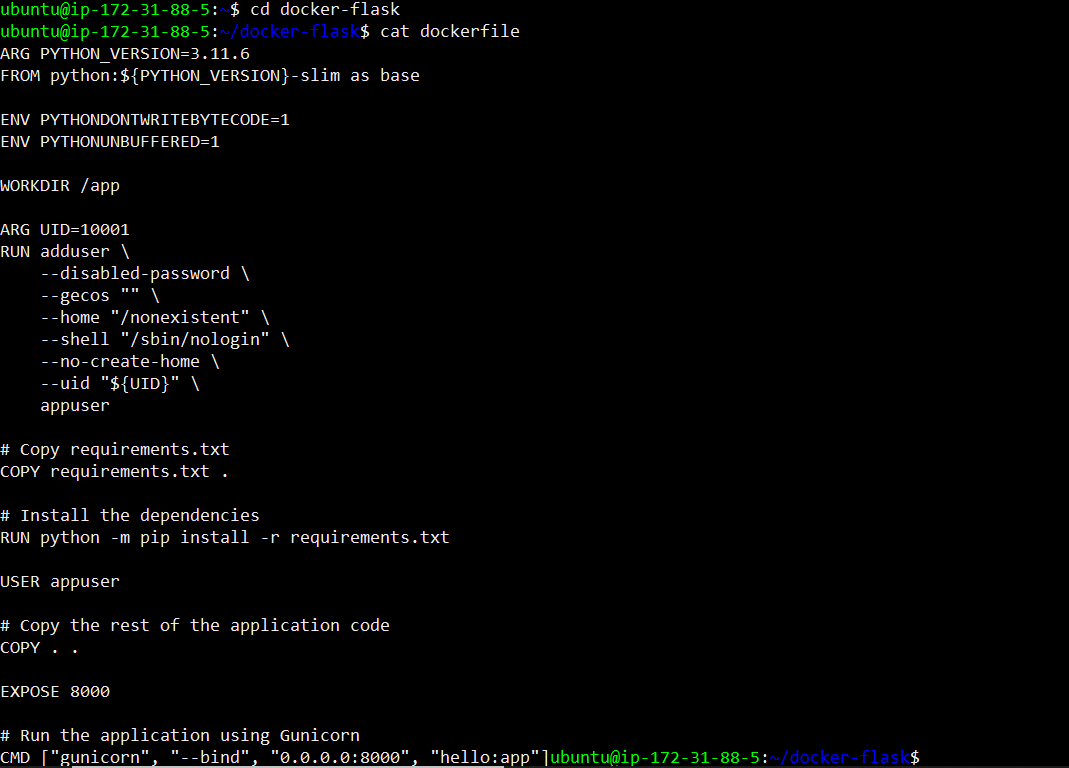 ubuntu@ip-172-31-88-5:~$ cd docker-flask
ubuntu@ip-172-31-88-5:~/docker-flask$ cat dockerfile
ARG PYTHON_VERSION=3.11.6
FROM python:${PYTHON_VERSION}-slim as base

ENV PYTHONDONTWRITEBYTECODE=1
ENV PYTHONUNBUFFERED=1

WORKDIR /app

ARG UID=10001
RUN adduser \
    --disabled-password \
    --gecos "" \
    --home "/nonexistent" \
    --shell "/sbin/nologin" \
    --no-create-home \
    --uid "${UID}" \
    appuser

# Copy requirements.txt
COPY requirements.txt .

# Install the dependencies
RUN python -m pip install -r requirements.txt

USER appuser

# Copy the rest of the application code
COPY . .

EXPOSE 8000

# Run the application using Gunicorn
CMD ["gunicorn", "--bind", "0.0.0.0:8000", "hello:app"]ubuntu@ip-172-31-88-5:~/docker-flask$